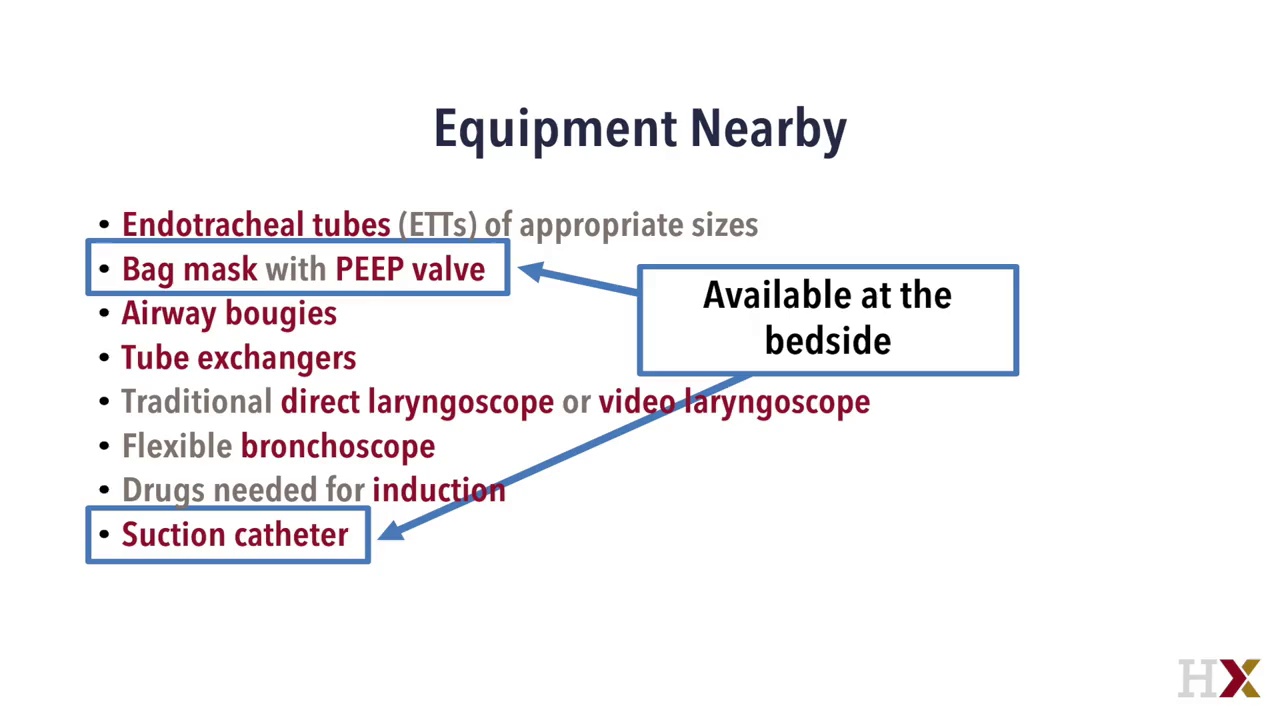 Equipment Nearby
• Endotracheal tubes (ETTs) of appropriate sizes
• Bag mask with PEEP valve
Available at the
bedside
• Airway bougies
• Tube exchangers
• Traditional direct laryngoscope or video laryngoscope
• Flexible bronchoscope
• Drugs needed for induction
• Suction catheter
HX